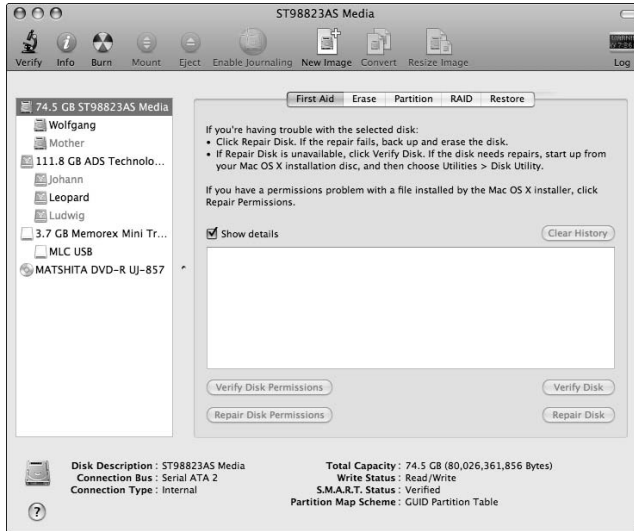 ST98823AS Media
Verify Info Burn Mount Eject Enable Journaling New Image Convert Resize Image Log
74.5 GB ST98823AS Media
Wolfgang
Mother
111.8 GB ADS Technolo...
Johann
Leopard
Ludwig
3.7 GB Memorex Mini Tr...
MLC USB
MATSHITA DVD-R UJ-857
First Aid Erase Partition RAID Restore
If you're having trouble with the selected disk:
• Click Repair Disk. If the repair fails, back up and erase the disk.
• If Repair Disk is unavailable, click Verify Disk. If the disk needs repairs, start up from
your Mac OS X installation disc, and then choose Utilities > Disk Utility.
If you have a permissions problem with a file installed by the Mac OS X installer, click
Repair Permissions.
Show details
Clear History
Verify Disk Permissions
Verify Disk
Repair Disk Permissions
Repair Disk
Disk Description : ST98823AS Media
Connection Bus : Serial ATA 2
Connection Type : Internal
Total Capacity : 74.5 GB (80,026,361,856 Bytes)
Write Status : Read/Write
S.M.A.R.T. Status : Verified
Partition Map Scheme : GUID Partition Table
?